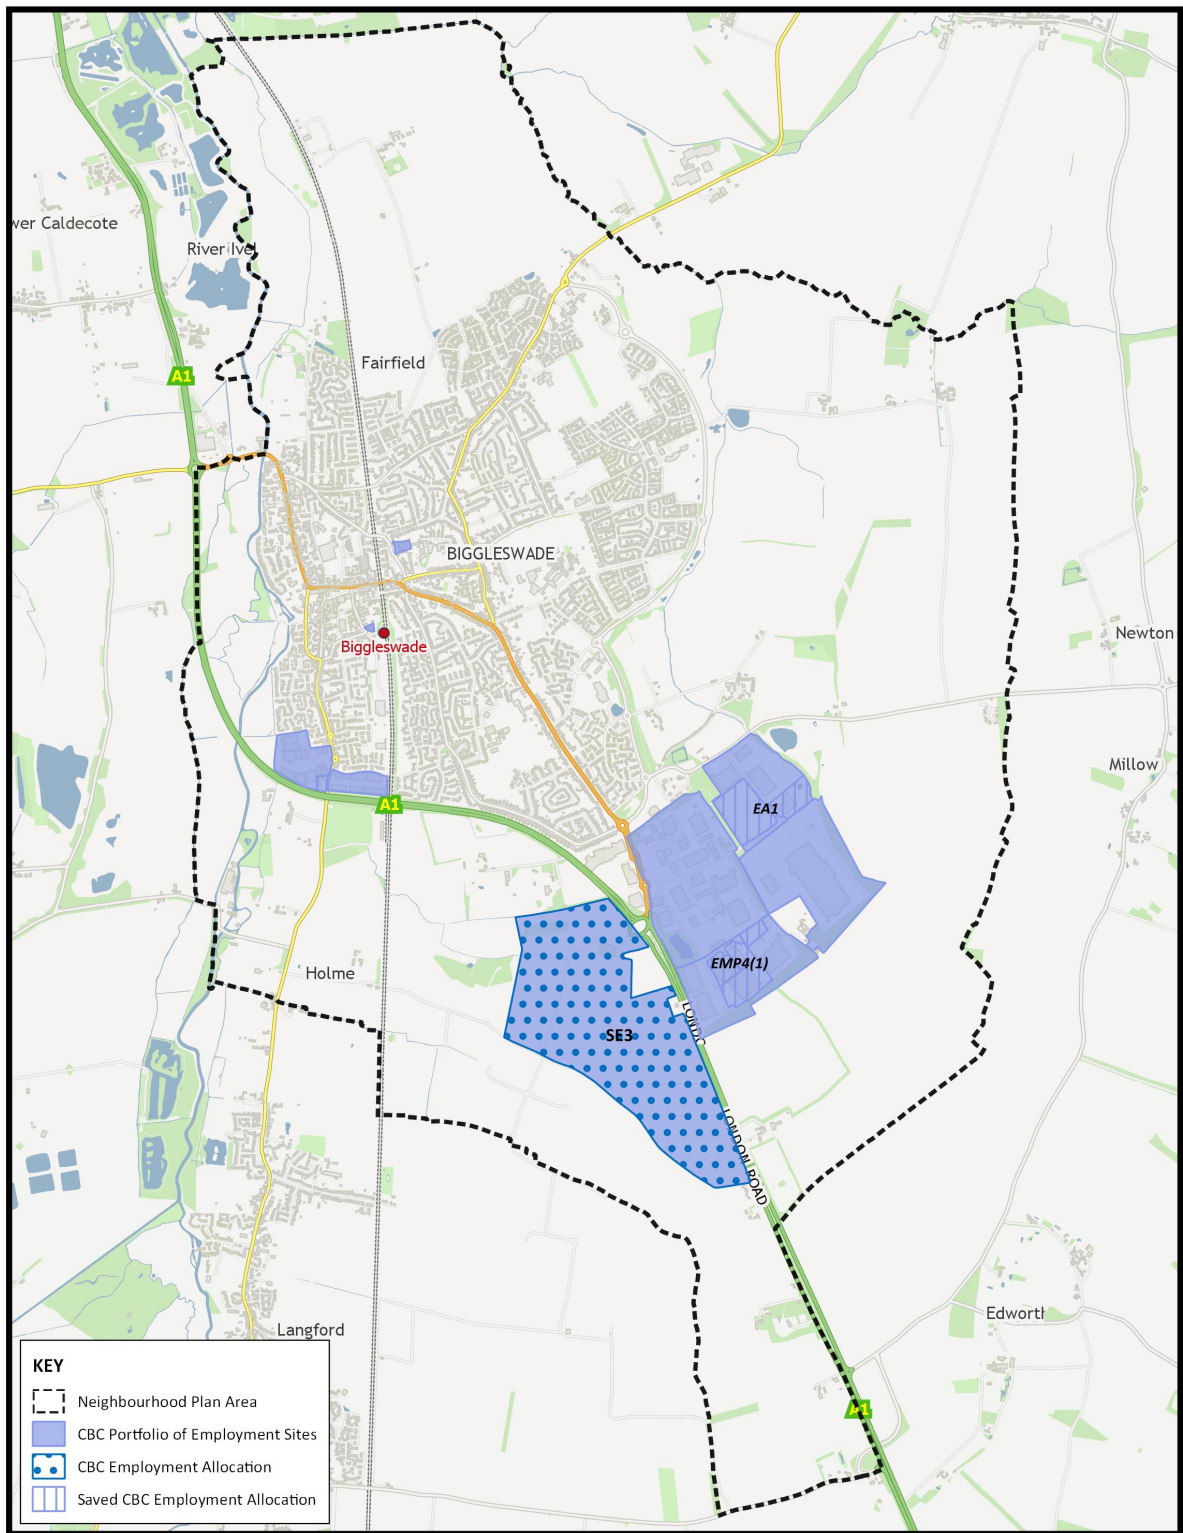 wer Caldecote
River Ivel
A1
Fairfield
BIGGLESWADE
Biggleswade
Newton
Millow
EA1
A1
EMP4(1)
Holme
LONDO
SE3
LONDON ROAD
Edworth
Langford
A1
KEY
Neighbourhood Plan Area
CBC Portfolio of Employment Sites
CBC Employment Allocation
Saved CBC Employment Allocation